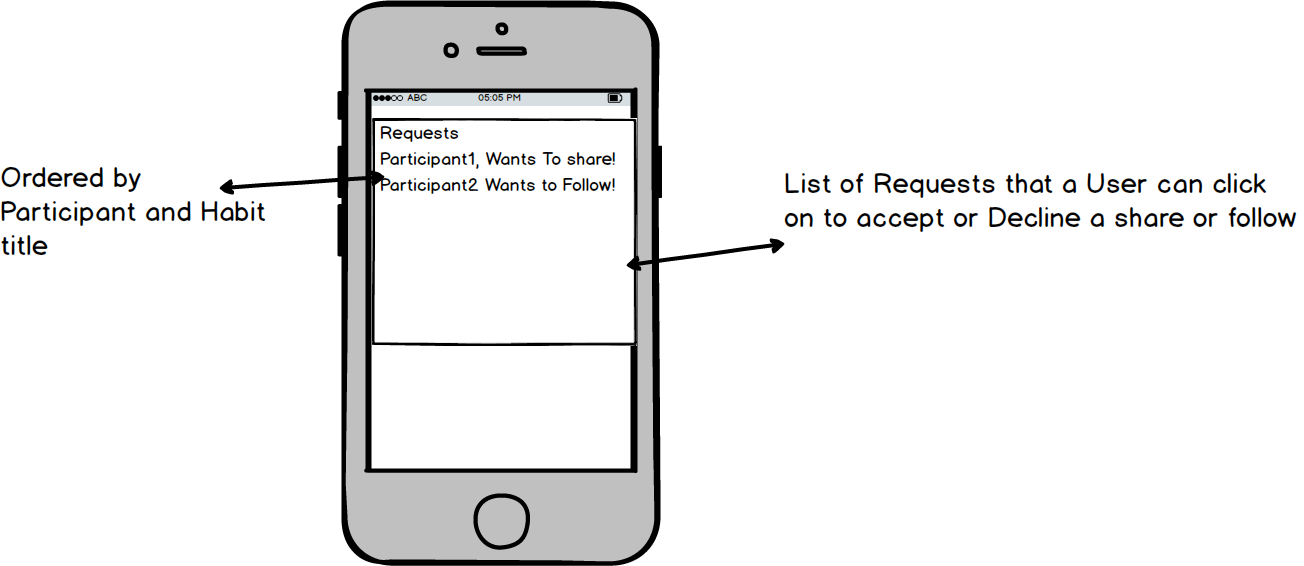 ABC 05:05 PM
Requests
Participant1, Wants To share!
Participant2 Wants to Follow!
Ordered by
Participant and Habit
title
List of Requests that a User can click
on to accept or Decline a share or follow